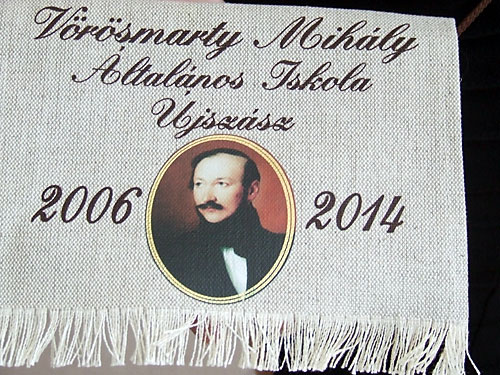 Vörösmarty Mihály
Általános Iskola
Újszász
2006 2014